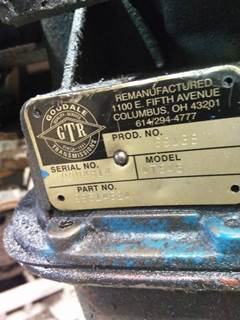 GOUDALE
GTR
TRANSMISSIONS
REMANUFACTURED
1100 E. FIFTH AVENUE
COLUMBUS, OH 43201
614/294-4777
PROD. NO.
SERIAL NO.
MODEL
PART NO.